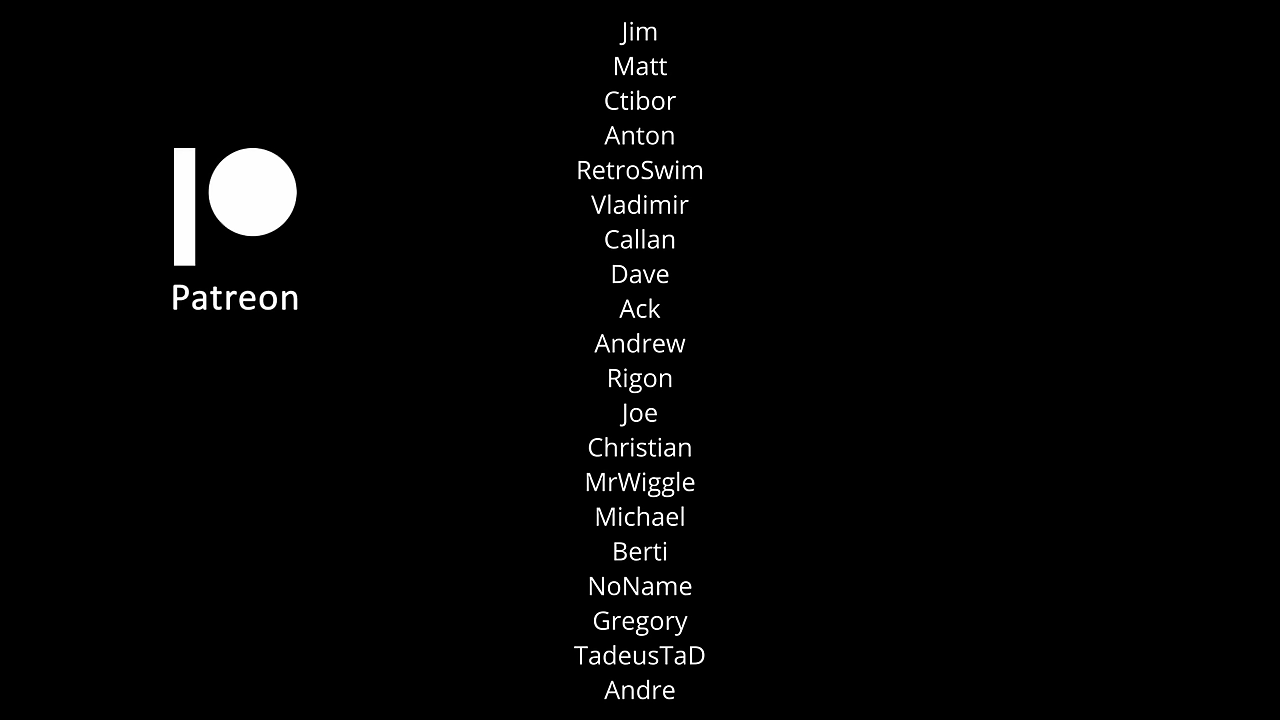 Patreon
Jim
Matt
Ctibor
Anton
RetroSwim
Vladimir
Callan
Dave
Ack
Andrew
Rigon
Joe
Christian
MrWiggle
Michael
Berti
NoName
Gregory
TadeusTaD
Andre